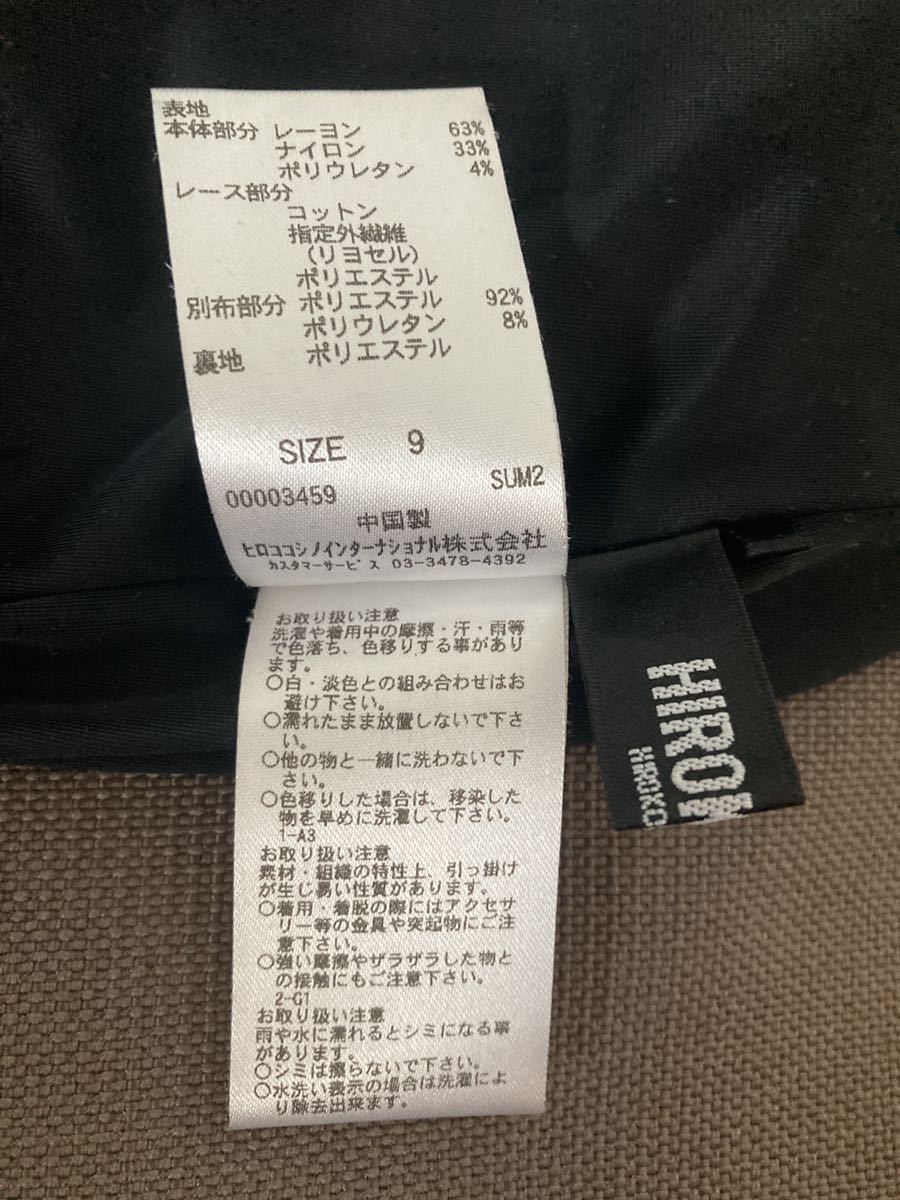 表地
本体部分 レーヨン 63%
ナイロン 33%
ポリウレタン 4%
レース部分
コットン
指定外繊維
(リヨセル)
ポリエステル
別布部分 ポリエステル 92%
ポリウレタン 8%
裏地 ポリエステル
SIZE 9
00003459 SUM2
中国製
ヒロココシノインターナショナル株式会社
カスタマーサービス 03-3478-4392
お取り扱い注意
洗濯や着用中の摩擦・汗・雨等
で色落ち、色移りする事があり
ます。
○白・淡色との組み合わせはお
避け下さい。
○濡れたまま放置しないで下さ
い。
○他の物と一緒に洗わないで下
さい。
○色移りした場合は、移染した
物を早めに洗濯して下さい。
1-A3
お取り扱い注意
素材・組織の特性上、引っ掛け
が生じ易い性質があります。
○着用・着脱の際にはアクセサ
リー等の金具や突起物にご注
意下さい。
○強い摩擦やザラザラした物と
の接触にもご注意下さい。
2-G1
お取り扱い注意
雨や水に濡れるとシミになる事
があります。
○シミは擦らないで下さい。
○水洗い表示の場合は洗濯によ
り除去出来ます。
HIRO
HIROKO